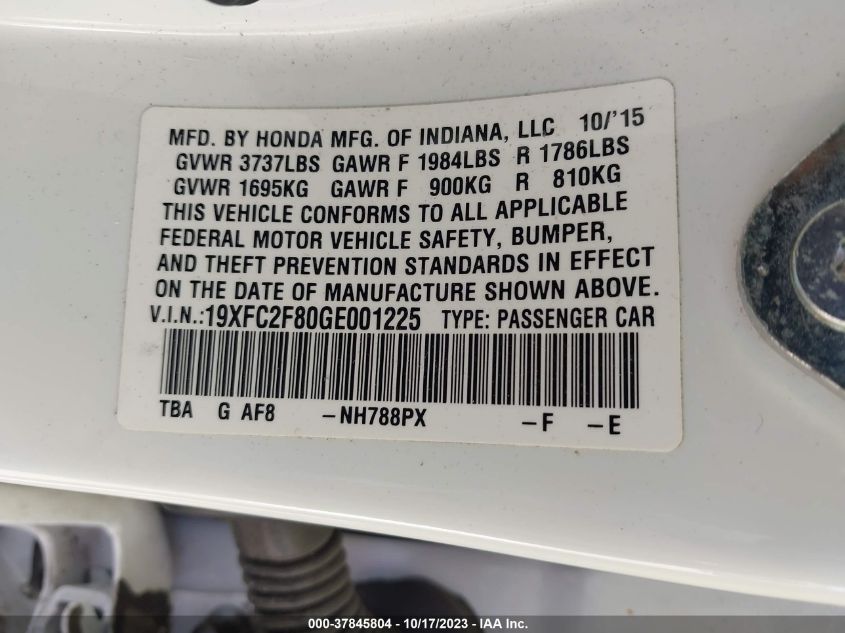 MFD. BY HONDA MFG. OF INDIANA, LLC 10/'15
GVWR 3737LBS GAWR F 1984LBS R 1786LBS
GVWR 1695KG GAWR F 900KG R 810KG
THIS VEHICLE CONFORMS TO ALL APPLICABLE
FEDERAL MOTOR VEHICLE SAFETY, BUMPER,
AND THEFT PREVENTION STANDARDS IN EFFECT
ON THE DATE OF MANUFACTURE SHOWN ABOVE.
V.I.N.:19XFC2F80GE001225 TYPE: PASSENGER CAR
TBA G AF8 -NH788PX -F -E
000-37845804 - 10/17/2023 - IAA Inc.